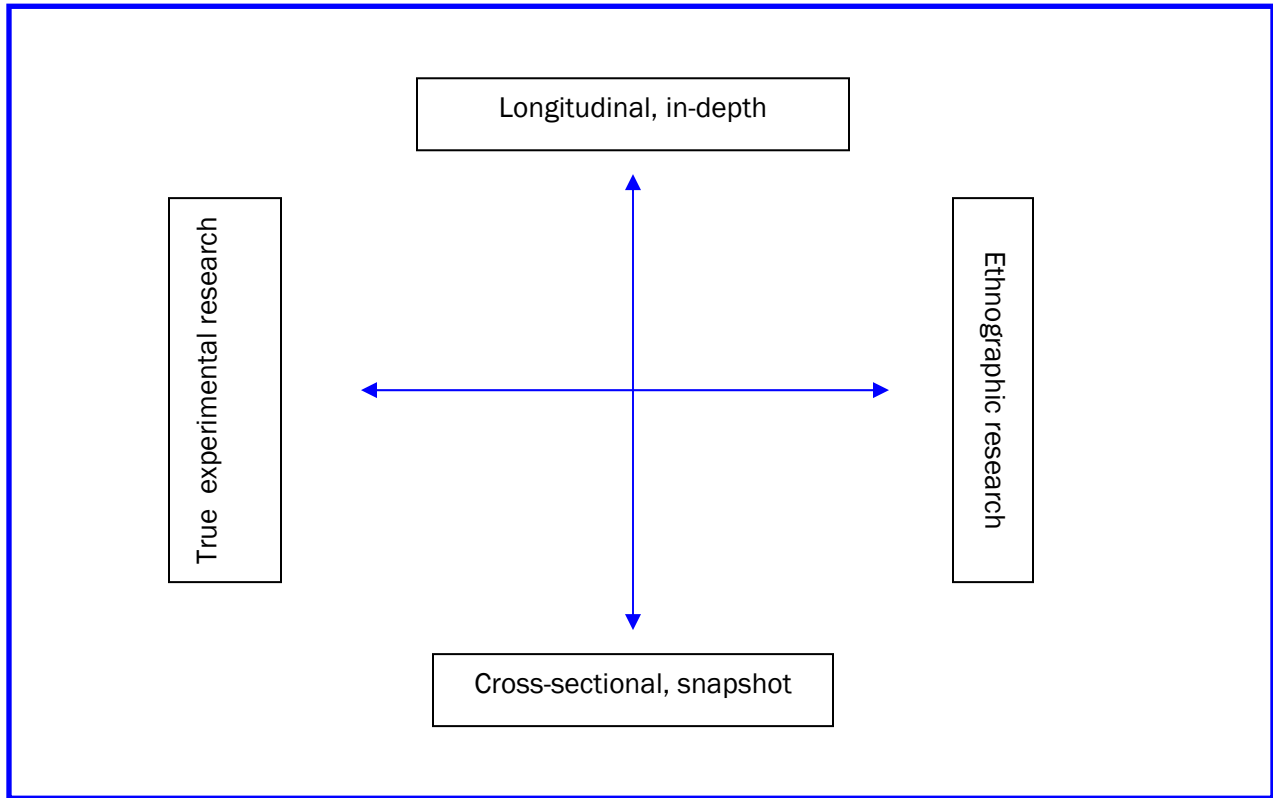 Longitudinal, in-depth
True experimental research
Ethnographic research
Cross-sectional, snapshot